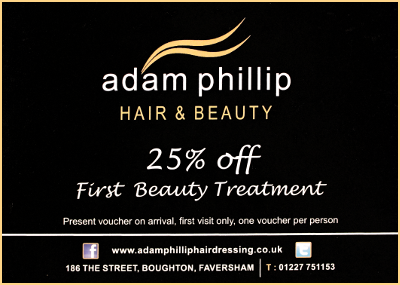 adam phillip
HAIR & BEAUTY
25% off
First Beauty Treatment
Present voucher on arrival, first visit only, one voucher per person
www.adamphilliphairdressing.co.uk
186 THE STREET, BOUGHTON, FAVERSHAM | T : 01227 751153